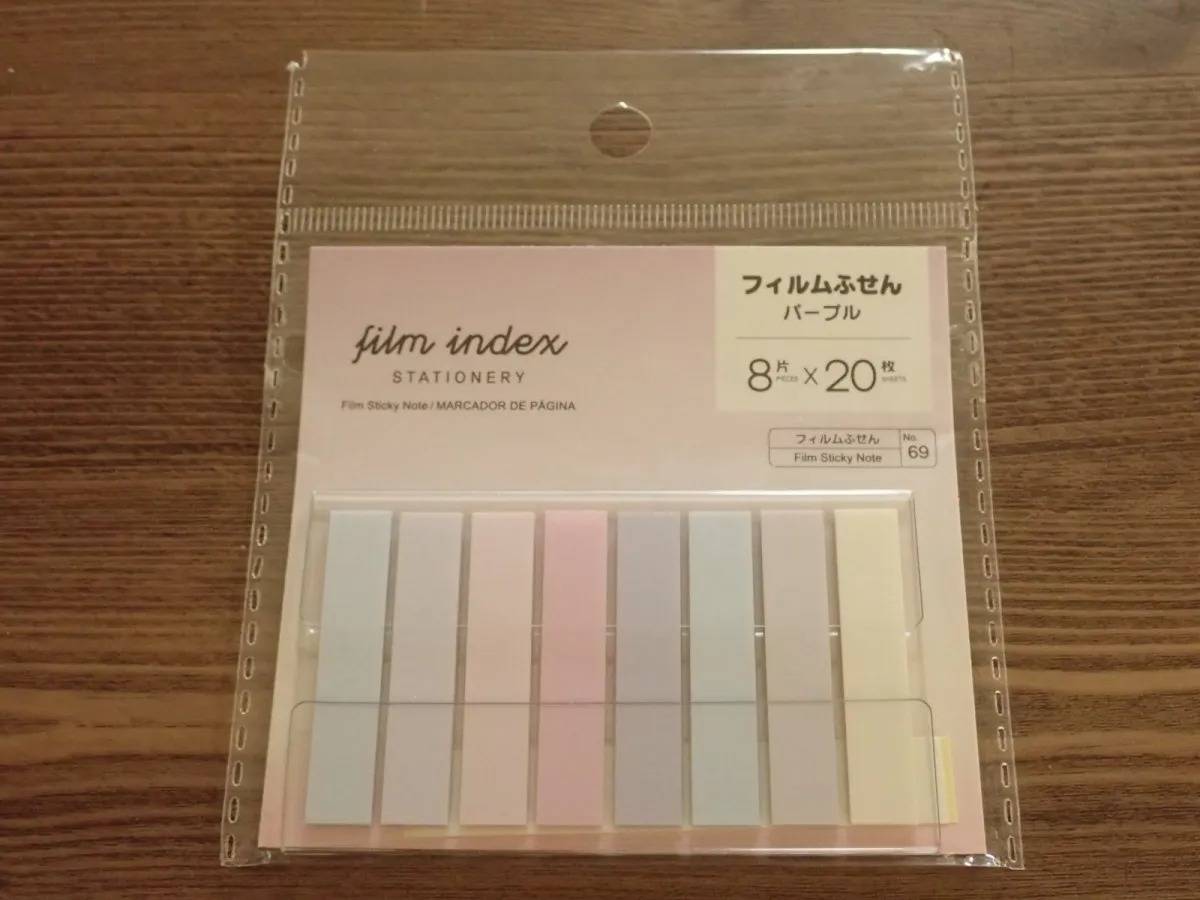 film index
STATIONERY
Film Sticky Note / MARCADOR DE PÁGINA
フィルムふせん
パープル
8片 PIECES X 20枚 SHEETS
フィルムふせん
Film Sticky Note
No.
69